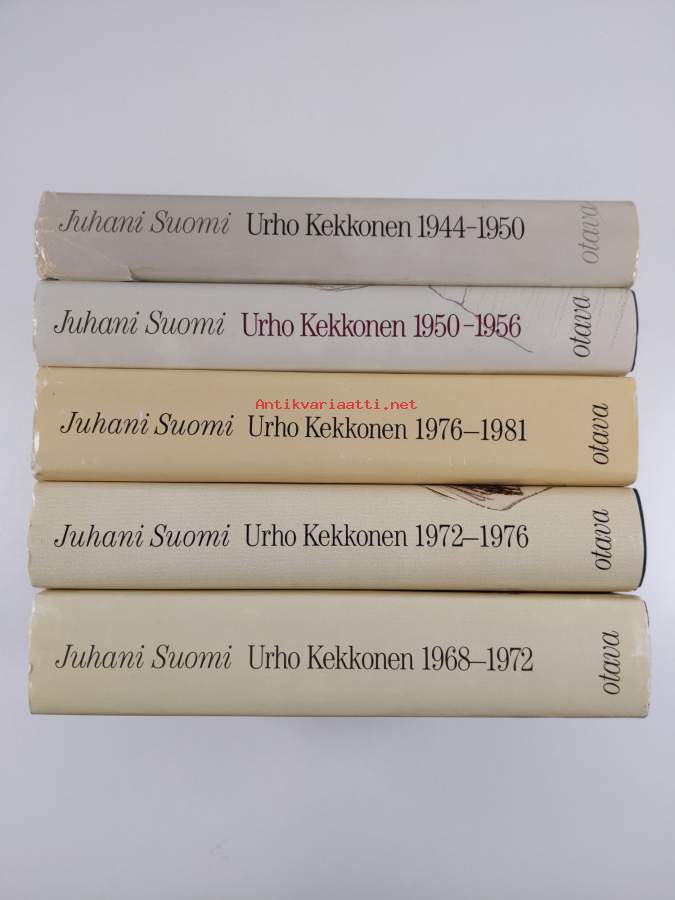 Juhani Suomi Urho Kekkonen 1944–1950 otava
Juhani Suomi Urho Kekkonen 1950–1956 otava
Antikvariaatti.net
Juhani Suomi Urho Kekkonen 1976–1981 otava
Juhani Suomi Urho Kekkonen 1972–1976 otava
Juhani Suomi Urho Kekkonen 1968–1972 otava